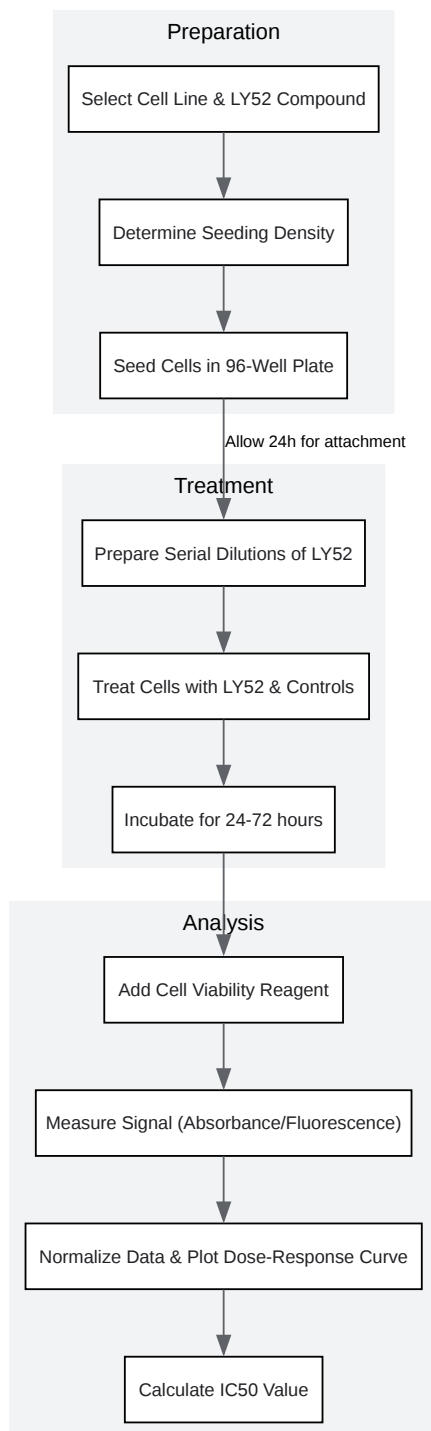 Preparation
Select Cell Line & LY52 Compound
Determine Seeding Density
Seed Cells in 96-Well Plate
Allow 24h for attachment
Treatment
Prepare Serial Dilutions of LY52
Treat Cells with LY52 & Controls
Incubate for 24-72 hours
Analysis
Add Cell Viability Reagent
Measure Signal (Absorbance/Fluorescence)
Normalize Data & Plot Dose-Response Curve
Calculate IC50 Value